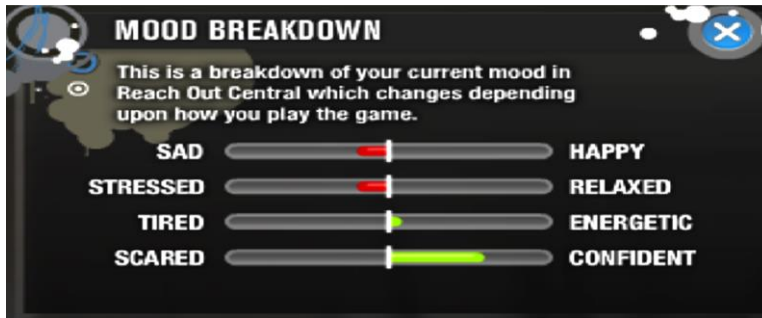 MOOD BREAKDOWN
This is a breakdown of your current mood in
Reach Out Central which changes depending
upon how you play the game.
SAD HAPPY
STRESSED RELAXED
TIRED ENERGETIC
SCARED CONFIDENT